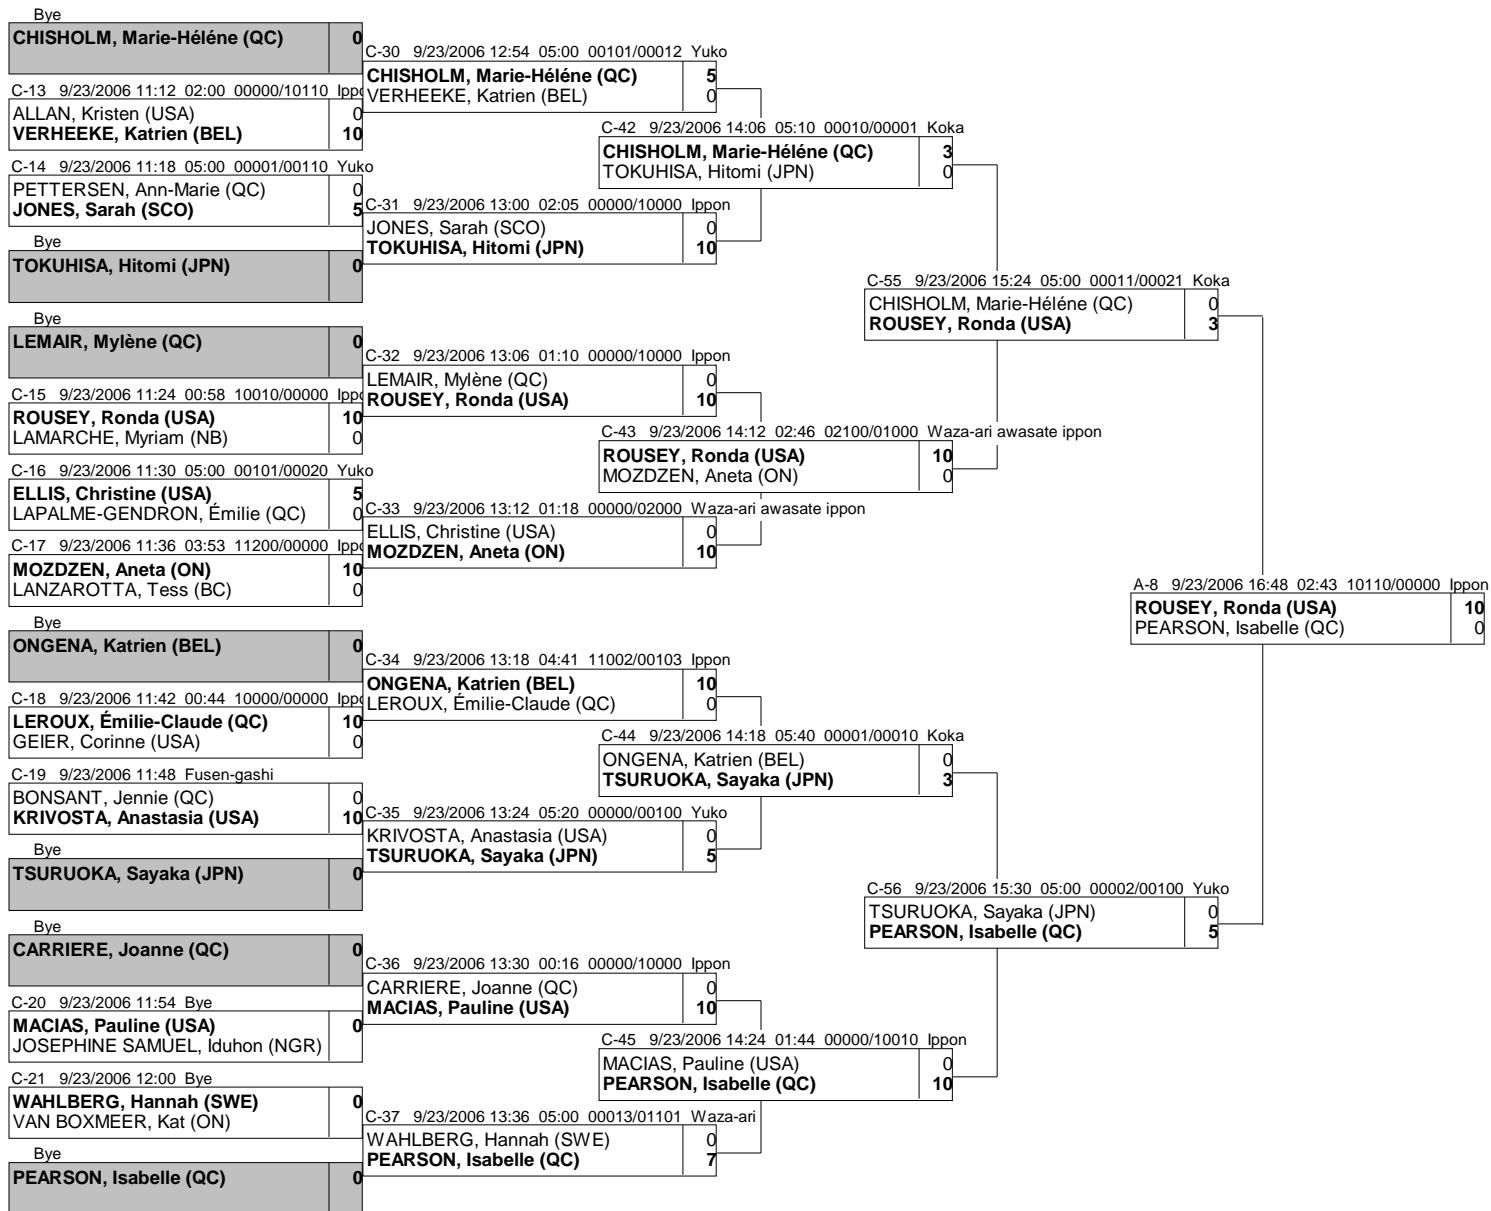 Bye
CHISHOLM, Marie-Héléne (QC) 0
C-13 9/23/2006 11:12 02:00 00000/10110 Ippo
ALLAN, Kristen (USA) 0
VERHEEKE, Katrien (BEL) 10
C-14 9/23/2006 11:18 05:00 00001/00110 Yuko
PETTERSEN, Ann-Marie (QC) 0
JONES, Sarah (SCO) 5
Bye
TOKUHISA, Hitomi (JPN) 0
Bye
LEMAIR, Mylène (QC) 0
C-15 9/23/2006 11:24 00:58 10010/00000 Ippo
ROUSEY, Ronda (USA) 10
LAMARCHE, Myriam (NB) 0
C-16 9/23/2006 11:30 05:00 00101/00020 Yuko
ELLIS, Christine (USA) 5
LAPALME-GENDRON, Émilie (QC) 0
C-17 9/23/2006 11:36 03:53 11200/00000 Ippo
MOZDZEN, Aneta (ON) 10
LANZAROTTA, Tess (BC) 0
Bye
ONGENA, Katrien (BEL) 0
C-18 9/23/2006 11:42 00:44 10000/00000 Ippo
LEROUX, Émilie-Claude (QC) 10
GEIER, Corinne (USA) 0
C-19 9/23/2006 11:48 Fusen-gashi
BONSANT, Jennie (QC) 0
KRIVOSTA, Anastasia (USA) 10
Bye
TSURUOKA, Sayaka (JPN) 0
Bye
CARRIERE, Joanne (QC) 0
C-20 9/23/2006 11:54 Bye
MACIAS, Pauline (USA) 0
JOSEPHINE SAMUEL, Iduhon (NGR)
C-21 9/23/2006 12:00 Bye
WAHLBERG, Hannah (SWE) 0
VAN BOXMEER, Kat (ON)
Bye
PEARSON, Isabelle (QC) 0
C-30 9/23/2006 12:54 05:00 00101/00012 Yuko
CHISHOLM, Marie-Héléne (QC) 5
VERHEEKE, Katrien (BEL) 0
C-31 9/23/2006 13:00 02:05 00000/10000 Ippon
JONES, Sarah (SCO) 0
TOKUHISA, Hitomi (JPN) 10
C-32 9/23/2006 13:06 01:10 00000/10000 Ippon
LEMAIR, Mylène (QC) 0
ROUSEY, Ronda (USA) 10
C-33 9/23/2006 13:12 01:18 00000/02000 Waza-ari awasate ippon
ELLIS, Christine (USA) 0
MOZDZEN, Aneta (ON) 10
C-34 9/23/2006 13:18 04:41 11002/00103 Ippon
ONGENA, Katrien (BEL) 10
LEROUX, Émilie-Claude (QC) 0
C-35 9/23/2006 13:24 05:20 00000/00100 Yuko
KRIVOSTA, Anastasia (USA) 0
TSURUOKA, Sayaka (JPN) 5
C-36 9/23/2006 13:30 00:16 00000/10000 Ippon
CARRIERE, Joanne (QC) 0
MACIAS, Pauline (USA) 10
C-37 9/23/2006 13:36 05:00 00013/01101 Waza-ari
WAHLBERG, Hannah (SWE) 0
PEARSON, Isabelle (QC) 7
C-42 9/23/2006 14:06 05:10 00010/00001 Koka
CHISHOLM, Marie-Héléne (QC) 3
TOKUHISA, Hitomi (JPN) 0
C-43 9/23/2006 14:12 02:46 02100/01000 Waza-ari awasate ippon
ROUSEY, Ronda (USA) 10
MOZDZEN, Aneta (ON) 0
C-44 9/23/2006 14:18 05:40 00001/00010 Koka
ONGENA, Katrien (BEL) 0
TSURUOKA, Sayaka (JPN) 3
C-45 9/23/2006 14:24 01:44 00000/10010 Ippon
MACIAS, Pauline (USA) 0
PEARSON, Isabelle (QC) 10
C-55 9/23/2006 15:24 05:00 00011/00021 Koka
CHISHOLM, Marie-Héléne (QC) 0
ROUSEY, Ronda (USA) 3
C-56 9/23/2006 15:30 05:00 00002/00100 Yuko
TSURUOKA, Sayaka (JPN) 0
PEARSON, Isabelle (QC) 5
A-8 9/23/2006 16:48 02:43 10110/00000 Ippon
ROUSEY, Ronda (USA) 10
PEARSON, Isabelle (QC) 0